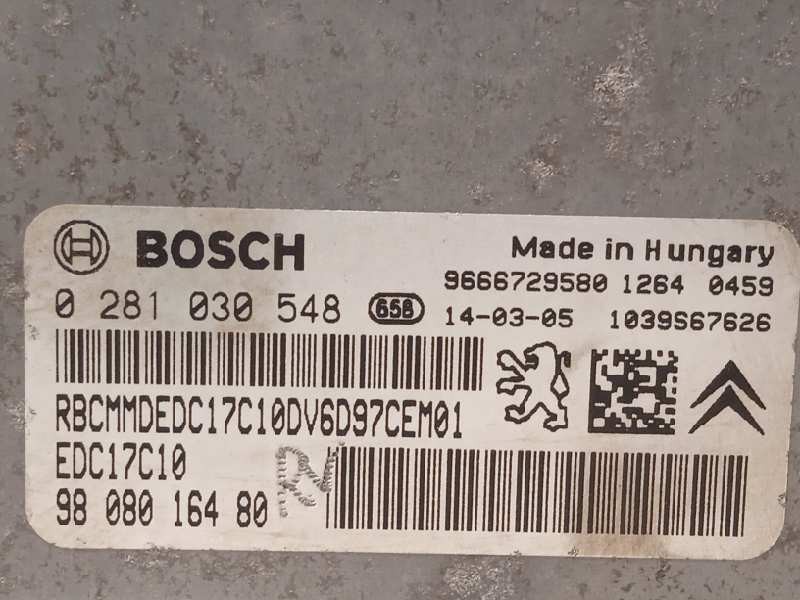 BOSCH
Made in Hungary
9666729580 1264 0459
0 281 030 548 65B 14-03-05 1039S67626
RBCMMDEDC17C10DV6D97CEM01
EDC17C10
98 080 164 80